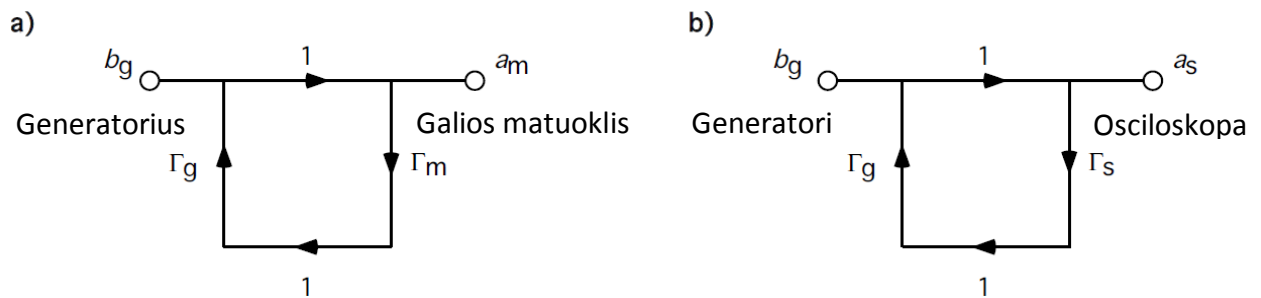 a)
1
bg
am
Generatorius
Galios matuoklis
Γg
Γm
1
b)
1
bg
as
Generatori
Osciloskopa
Γg
Γs
1